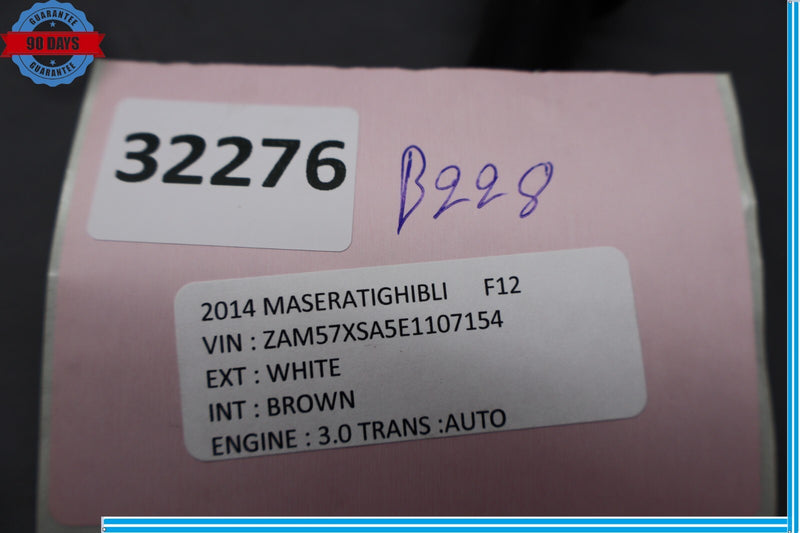 GUARANTEE
90 DAYS
GUARANTEE
32276
B228
2014 MASERATIGHIBLI F12
VIN : ZAM57XSA5E1107154
EXT : WHITE
INT : BROWN
ENGINE : 3.0 TRANS :AUTO